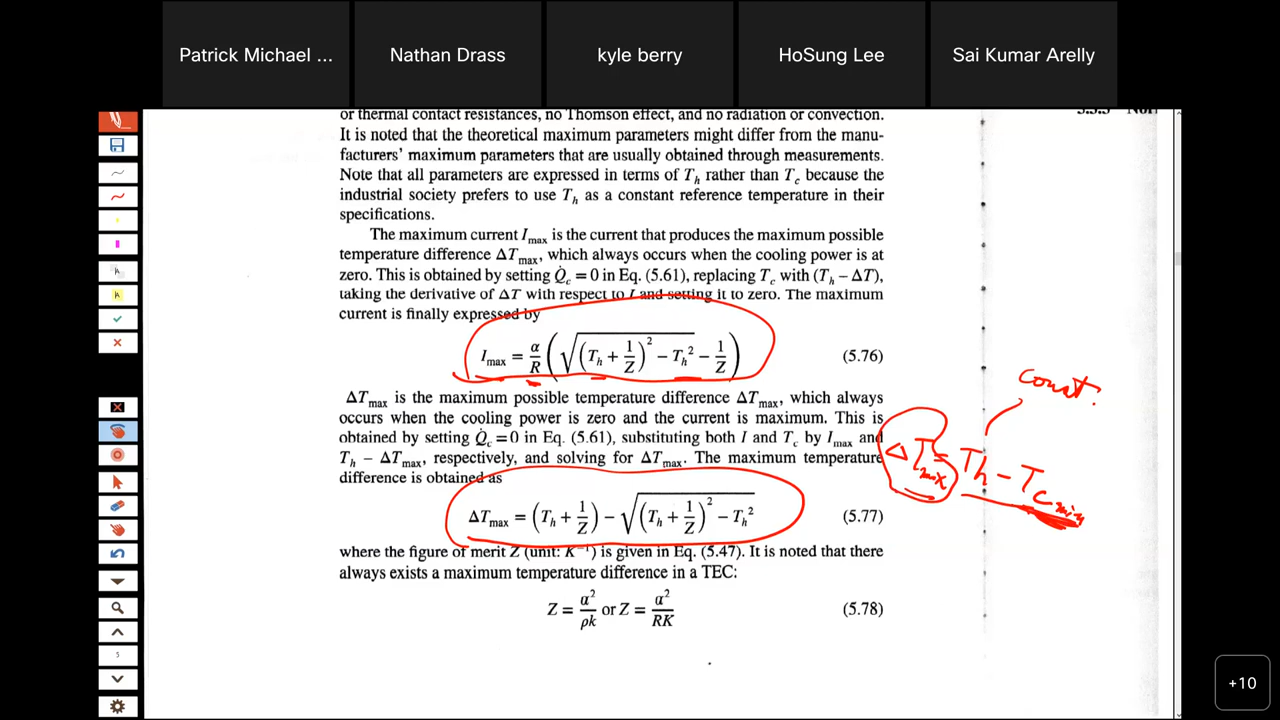 Patrick Michael ...
Nathan Drass
kyle berry
HoSung Lee
Sai Kumar Arelly
or thermal contact resistances, no Thomson effect, and no radiation or convection.
It is noted that the theoretical maximum parameters might differ from the manu-
facturers' maximum parameters that are usually obtained through measurements.
Note that all parameters are expressed in terms of T_h rather than T_c because the
industrial society prefers to use T_h as a constant reference temperature in their
specifications.
The maximum current I_max is the current that produces the maximum possible
temperature difference ΔT_max, which always occurs when the cooling power is at
zero. This is obtained by setting Q̇_c = 0 in Eq. (5.61), replacing T_c with (T_h − ΔT),
taking the derivative of ΔT with respect to I and setting it to zero. The maximum
current is finally expressed by
I_max = α/R (√((T_h + 1/Z)² − T_h²) − 1/Z) (5.76)
ΔT_max is the maximum possible temperature difference ΔT_max, which always
occurs when the cooling power is zero and the current is maximum. This is
obtained by setting Q̇_c = 0 in Eq. (5.61), substituting both I and T_c by I_max and
T_h − ΔT_max, respectively, and solving for ΔT_max. The maximum temperature
difference is obtained as
ΔT_max = (T_h + 1/Z) − √((T_h + 1/Z)² − T_h²) (5.77)
where the figure of merit Z (unit: K⁻¹) is given in Eq. (5.47). It is noted that there
always exists a maximum temperature difference in a TEC:
Z = α²/ρk or Z = α²/RK (5.78)
const.
ΔT_max = Th − T_c min
5
+10